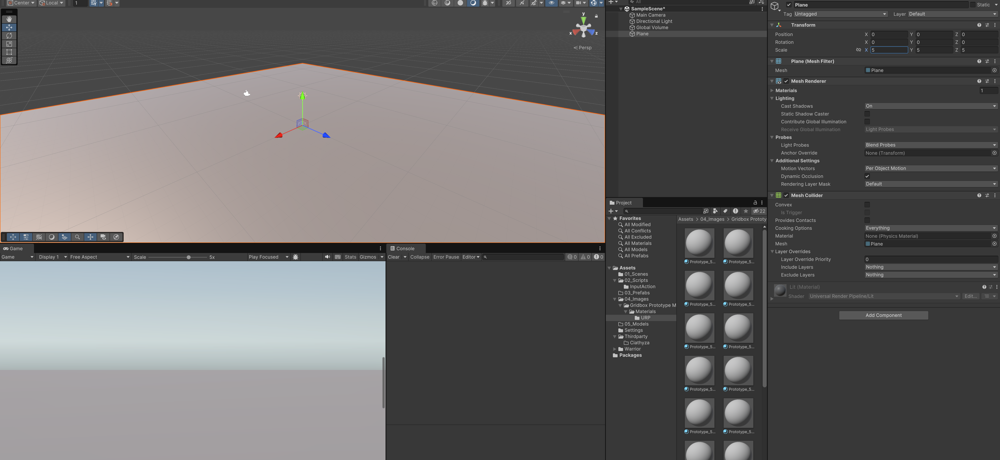 Center Local 1
y
x z
Persp
Game
Game Display 1 Free Aspect Scale 5x Play Focused Stats Gizmos
Console
Clear Collapse Error Pause Editor 0 0 0
All
SampleScene*
Main Camera
Directional Light
Global Volume
Plane
Project
22
Favorites
All Modified
All Conflicts
All Excluded
All Materials
All Models
All Prefabs
Assets
01_Scenes
02_Scripts
InputAction
03_Prefabs
04_Images
Gridbox Prototype M
Materials
URP
05_Models
Settings
Thirdparty
Ciathyza
Warrior
Packages
Assets > 04_Images > Gridbox Prototy
Prototype_5... Prototype_5...
Prototype_5... Prototype_5...
Prototype_5... Prototype_5...
Prototype_5... Prototype_5...
Prototype_5... Prototype_5...
Plane Static
Tag Untagged Layer Default
Transform
Position X 0 Y 0 Z 0
Rotation X 0 Y 0 Z 0
Scale X 5 Y 5 Z 5
Plane (Mesh Filter)
Mesh Plane
Mesh Renderer
Materials 1
Lighting
Cast Shadows On
Static Shadow Caster
Contribute Global Illumination
Receive Global Illumination Light Probes
Probes
Light Probes Blend Probes
Anchor Override None (Transform)
Additional Settings
Motion Vectors Per Object Motion
Dynamic Occlusion
Rendering Layer Mask Default
Mesh Collider
Convex
Is Trigger
Provides Contacts
Cooking Options Everything
Material None (Physics Material)
Mesh Plane
Layer Overrides
Layer Override Priority 0
Include Layers Nothing
Exclude Layers Nothing
Lit (Material)
Shader Universal Render Pipeline/Lit Edit...
Add Component